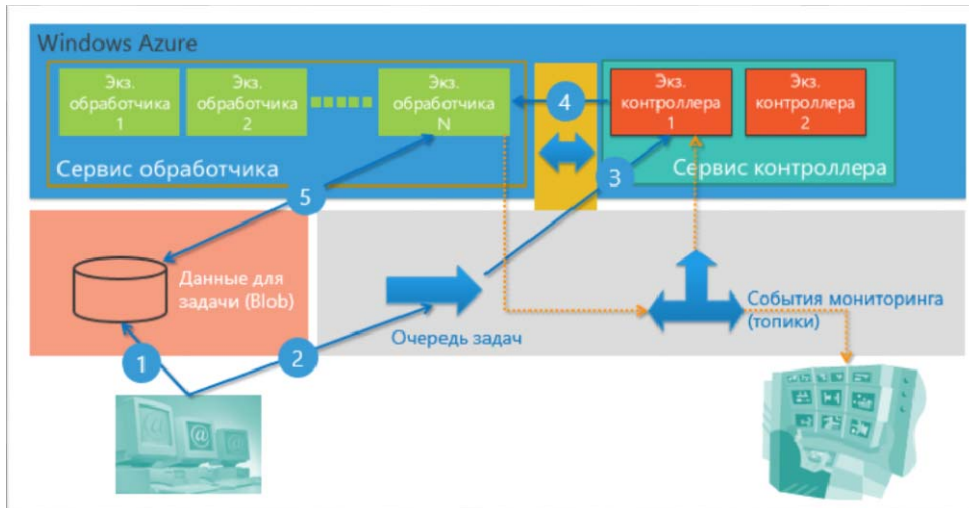 Windows Azure
Экз.
обработчика
1
Экз.
обработчика
2
Экз.
обработчика
N
4
Экз.
контроллера
1
Экз.
контроллера
2
Сервис обработчика
Сервис контроллера
5
3
Данные для
задачи (Blob)
Очередь задач
События мониторинга
(топики)
1
2
@
@
@